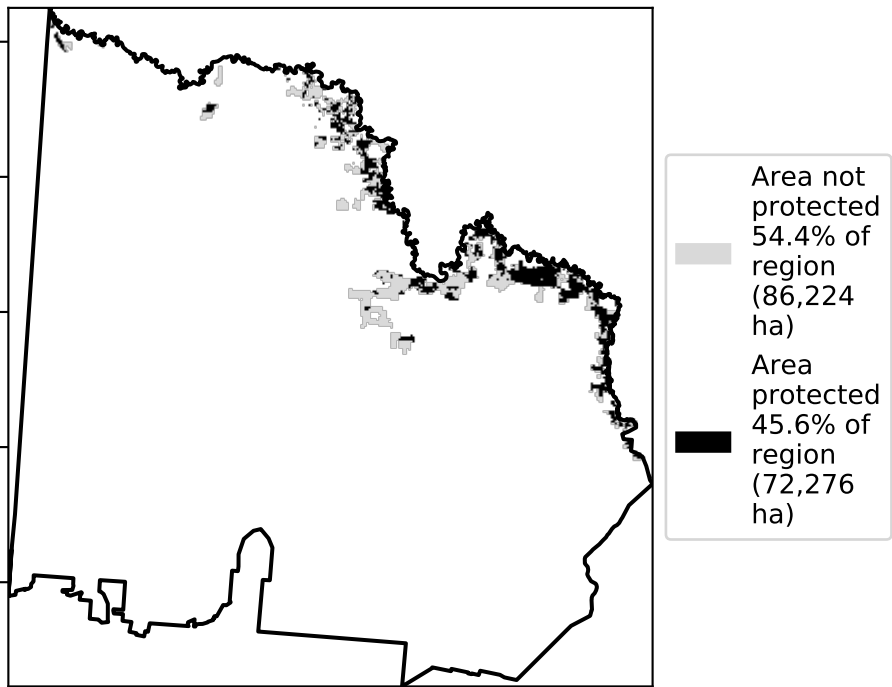 Area not
protected
54.4% of
region
(86,224
ha)
Area
protected
45.6% of
region
(72,276
ha)